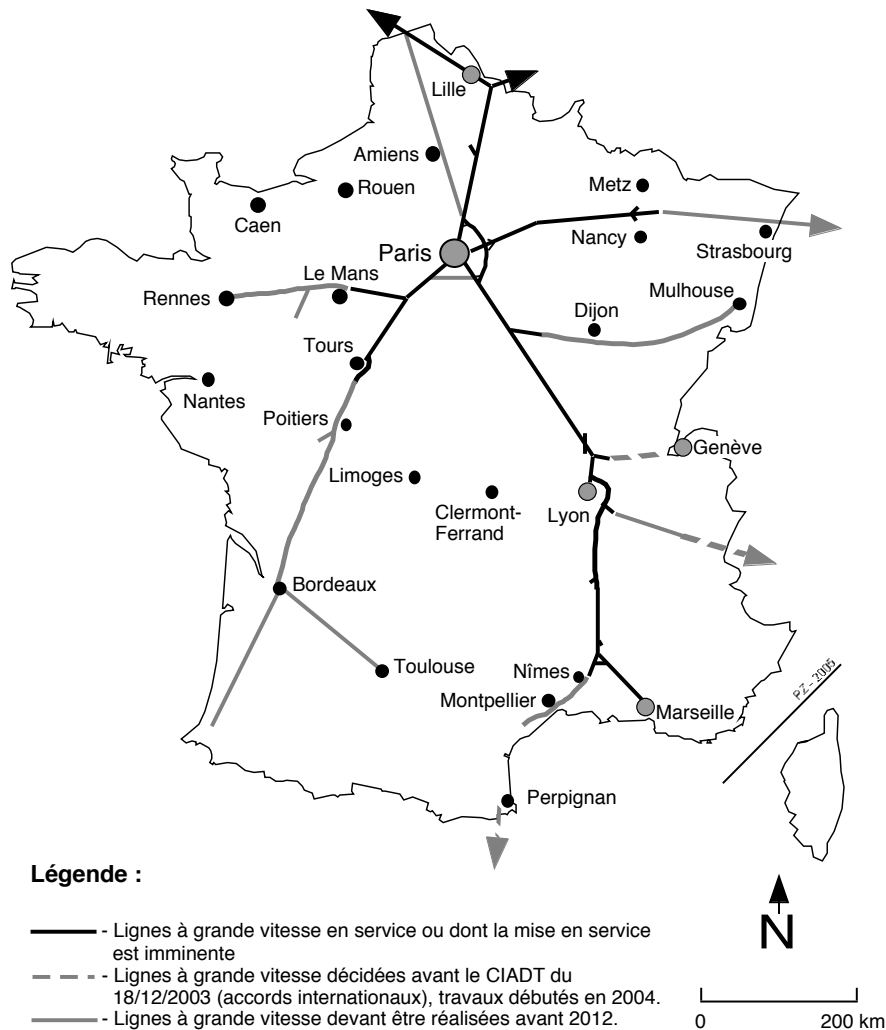 Lille
Amiens
Rouen
Caen
Metz
Paris
Nancy
Strasbourg
Le Mans
Rennes
Mulhouse
Dijon
Tours
Nantes
Poitiers
Genève
Limoges
Clermont-
Ferrand
Lyon
Bordeaux
Toulouse
Nîmes
Montpellier
Marseille
PZ - 2005
Perpignan
Légende :
- Lignes à grande vitesse en service ou dont la mise en service
est imminente
- Lignes à grande vitesse décidées avant le CIADT du
18/12/2003 (accords internationaux), travaux débutés en 2004.
- Lignes à grande vitesse devant être réalisées avant 2012.
N
0 200 km